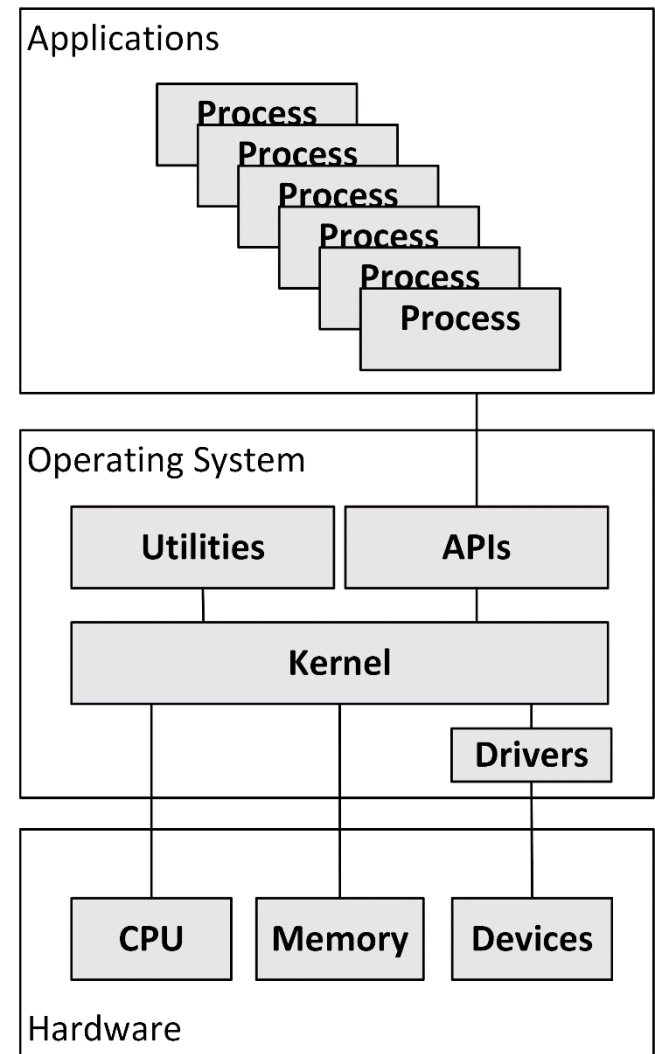 Applications
Process
Process
Process
Process
Process
Process
Operating System
Utilities
APIs
Kernel
Drivers
CPU
Memory
Devices
Hardware